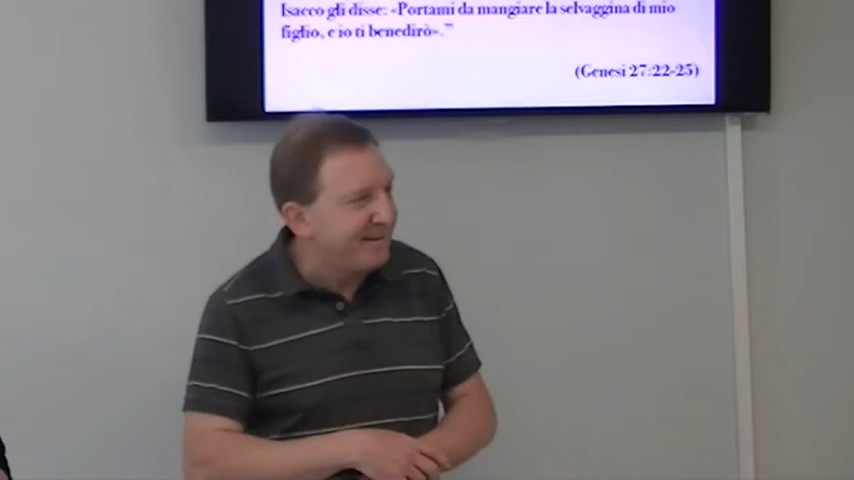 Isacco gli disse: «Portami da mangiare la selvaggina di mio
figlio, e io ti benedirò».”
(Genesi 27:22-25)